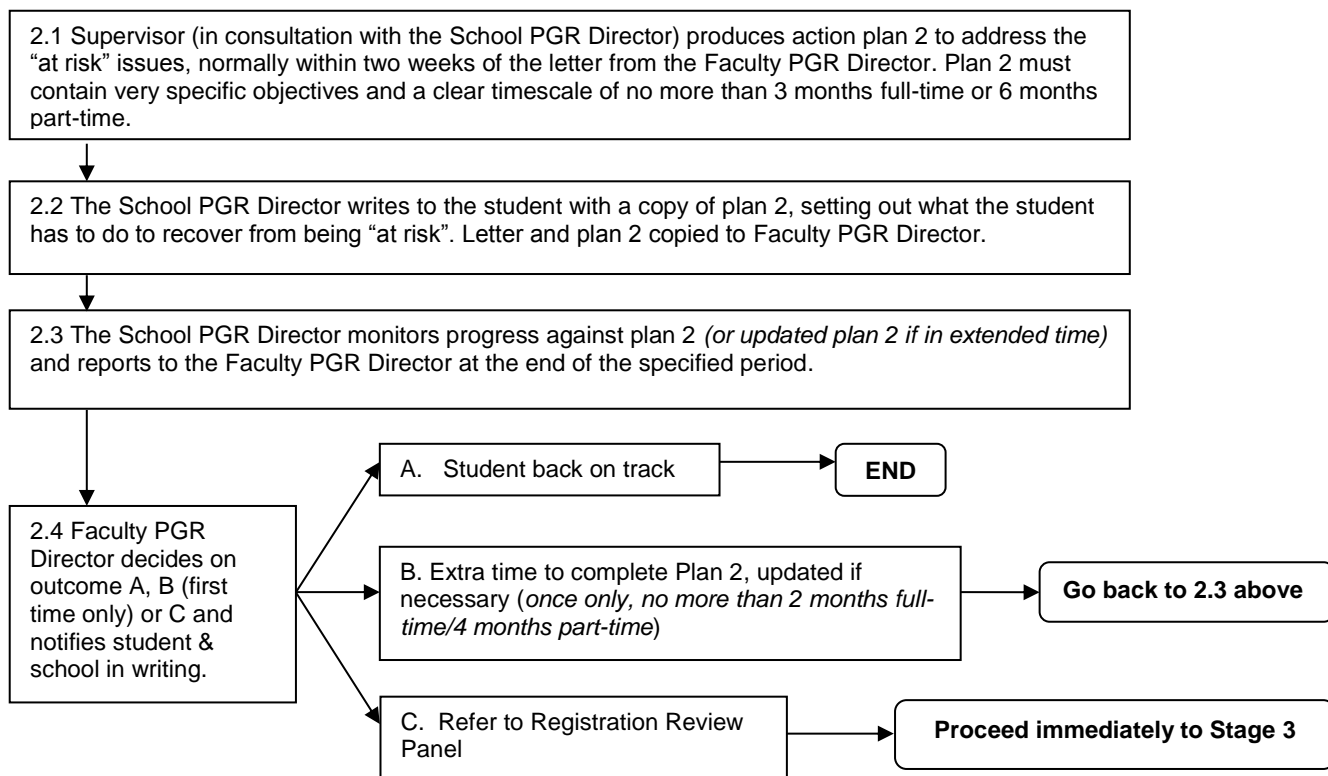 2.1 Supervisor (in consultation with the School PGR Director) produces action plan 2 to address the
“at risk” issues, normally within two weeks of the letter from the Faculty PGR Director. Plan 2 must
contain very specific objectives and a clear timescale of no more than 3 months full-time or 6 months
part-time.
2.2 The School PGR Director writes to the student with a copy of plan 2, setting out what the student
has to do to recover from being “at risk”. Letter and plan 2 copied to Faculty PGR Director.
2.3 The School PGR Director monitors progress against plan 2 (or updated plan 2 if in extended time)
and reports to the Faculty PGR Director at the end of the specified period.
2.4 Faculty PGR
Director decides on
outcome A, B (first
time only) or C and
notifies student &
school in writing.
A. Student back on track
END
B. Extra time to complete Plan 2, updated if
necessary (once only, no more than 2 months full-
time/4 months part-time)
Go back to 2.3 above
C. Refer to Registration Review
Panel
Proceed immediately to Stage 3